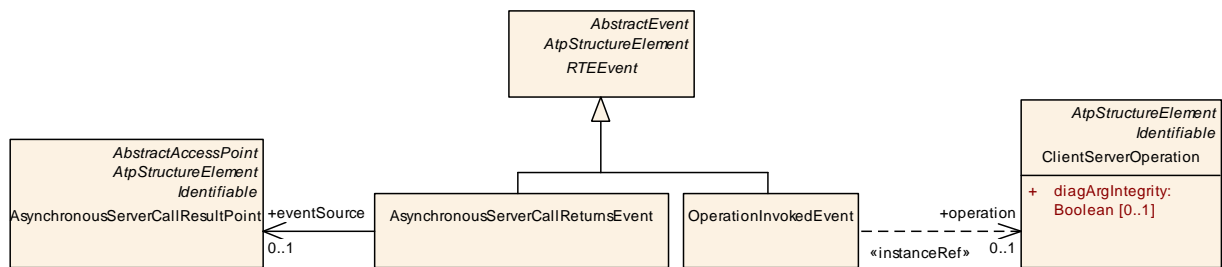 AbstractEvent
AtpStructureElement
RTEEvent
AbstractAccessPoint
AtpStructureElement
Identifiable
AsynchronousServerCallResultPoint
+eventSource
0..1
AsynchronousServerCallReturnsEvent
OperationInvokedEvent
+operation
«instanceRef»
0..1
AtpStructureElement
Identifiable
ClientServerOperation
+ diagArgIntegrity:
Boolean [0..1]